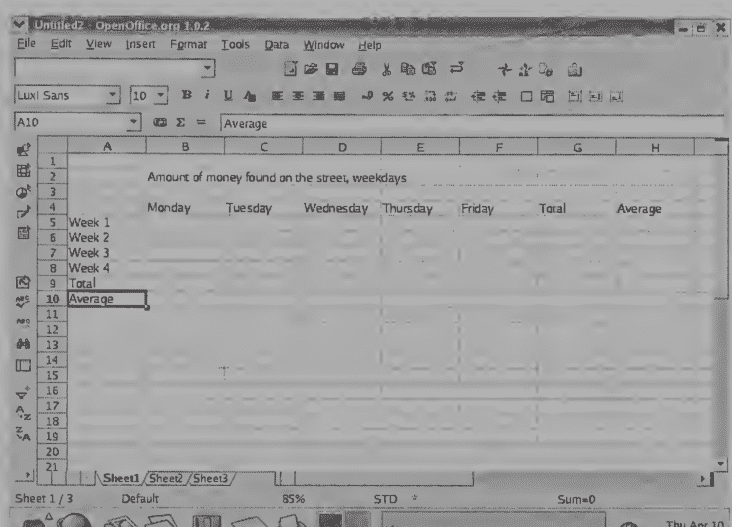 Untitled2 - OpenOffice.org 1.0.2
File Edit View Insert Format Tools Data Window Help
Luxi Sans 10 B i U A
A10 Σ = Average
A B C D E F G H
1
2 Amount of money found on the street, weekdays
3
4 Monday Tuesday Wednesday Thursday Friday Total Average
5 Week 1
6 Week 2
7 Week 3
8 Week 4
9 Total
10 Average
11
12
13
14
15
16
17
18
19
20
21
Sheet1 Sheet2 Sheet3
Sheet 1 / 3 Default 85% STD * Sum=0
Thu Apr 10